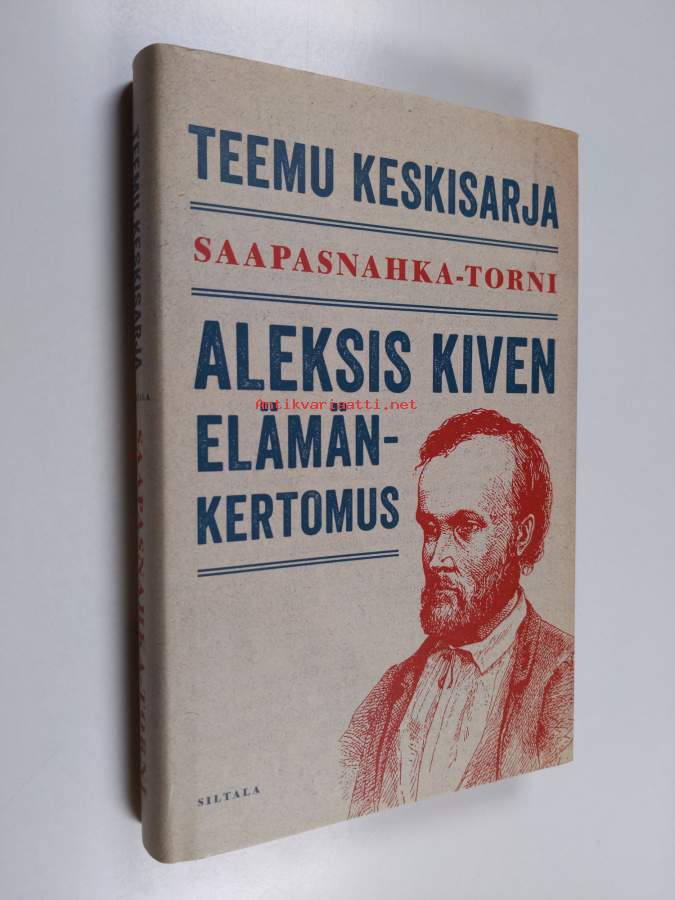 TEEMU KESKISARJA
SAAPASNAHKA-TORNI
ALEKSIS KIVEN
ELÄMÄN-
KERTOMUS
SILTALA
TEEMU KESKISARJA
SAAPASNAHKA-TORNI
Antikvariaatti.net